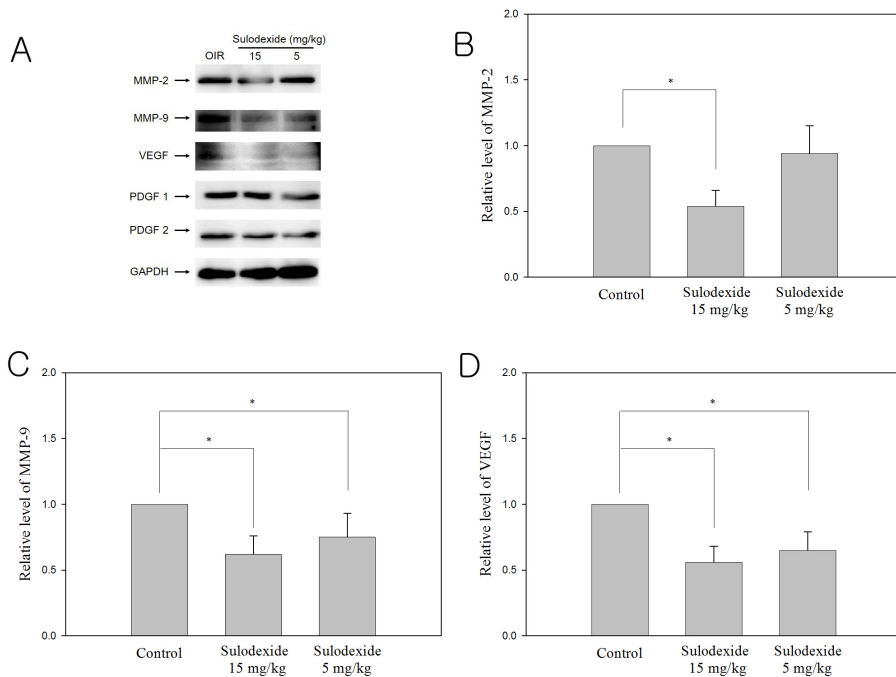 A
Sulodexide (mg/kg)
OIR 15 5
MMP-2
MMP-9
VEGF
PDGF 1
PDGF 2
GAPDH
B
Relative level of MMP-2
2.0
1.5
1.0
0.5
0.0
*
Control
Sulodexide
15 mg/kg
Sulodexide
5 mg/kg
C
Relative level of MMP-9
2.0
1.5
1.0
0.5
0.0
*
*
Control
Sulodexide
15 mg/kg
Sulodexide
5 mg/kg
D
Relative level of VEGF
2.0
1.5
1.0
0.5
0.0
*
*
Control
Sulodexide
15 mg/kg
Sulodexide
5 mg/kg